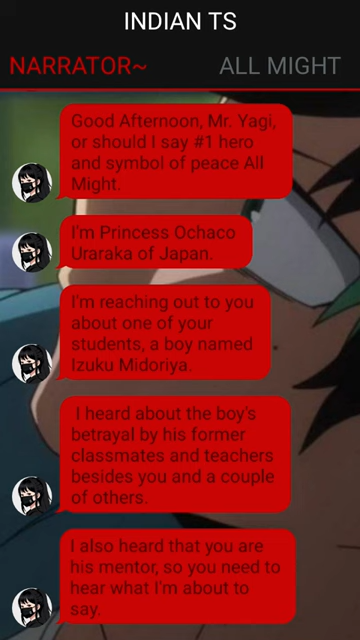 INDIAN TS
NARRATOR~ ALL MIGHT
Good Afternoon, Mr. Yagi,
or should I say #1 hero
and symbol of peace All
Might.
I'm Princess Ochaco
Uraraka of Japan.
I'm reaching out to you
about one of your
students, a boy named
Izuku Midoriya.
I heard about the boy's
betrayal by his former
classmates and teachers
besides you and a couple
of others.
I also heard that you are
his mentor, so you need to
hear what I'm about to
say.